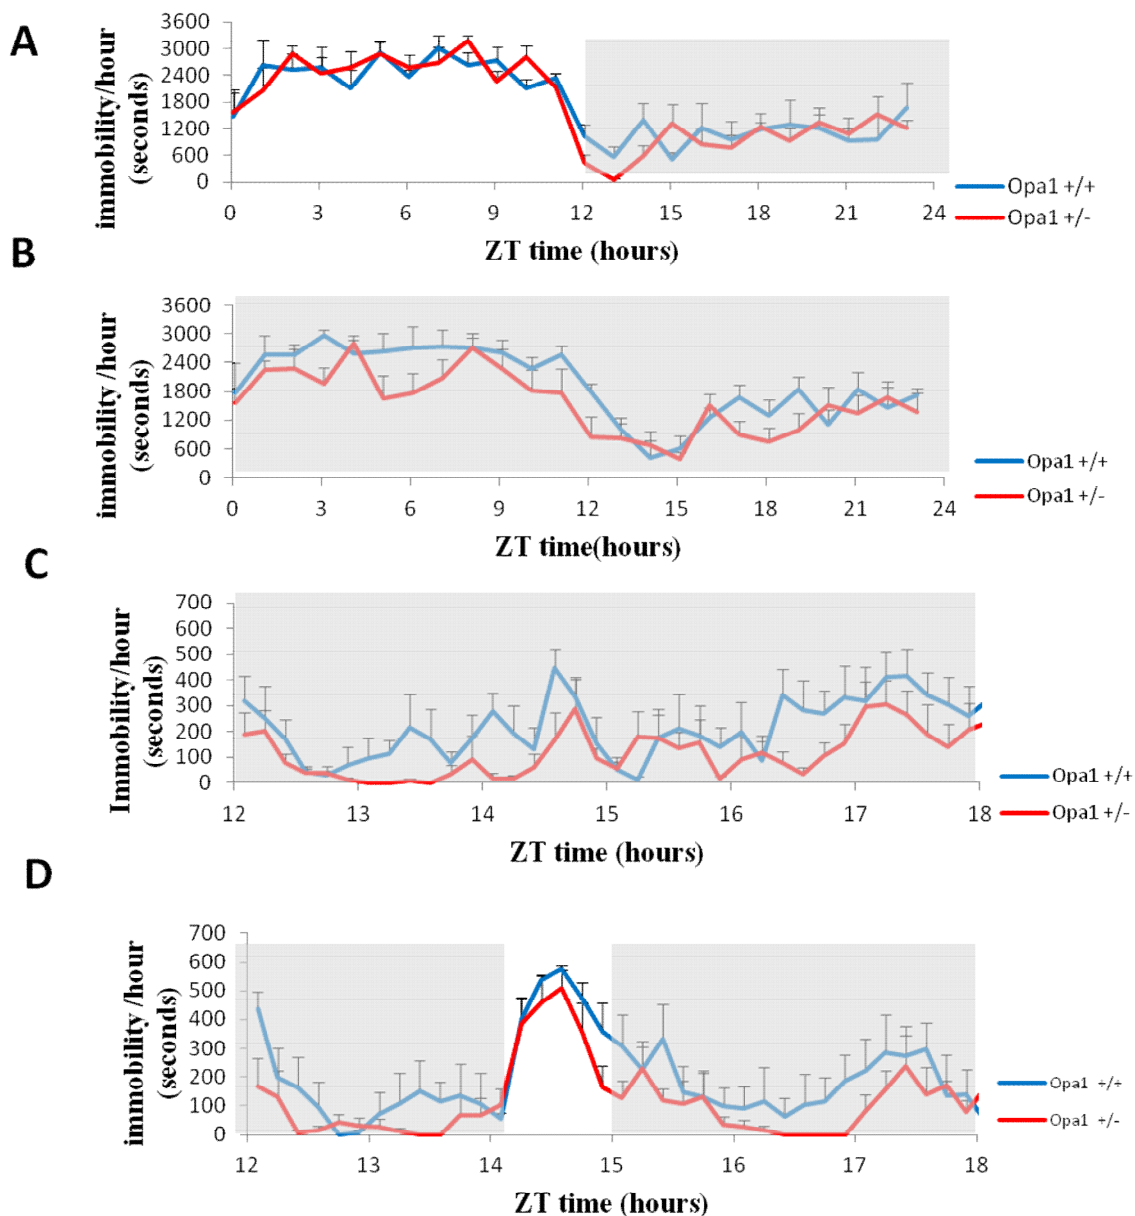 A
immobility/hour
(seconds)
3600
3000
2400
1800
1200
600
0
0 3 6 9 12 15 18 21 24
ZT time (hours)
Opa1 +/+
Opa1 +/-
B
immobility /hour
(seconds)
3600
3000
2400
1800
1200
600
0
0 3 6 9 12 15 18 21 24
ZT time(hours)
Opa1 +/+
Opa1 +/-
C
Immobility/hour
(seconds)
700
600
500
400
300
200
100
0
12 13 14 15 16 17 18
ZT time (hours)
Opa1 +/+
Opa1 +/-
D
immobility /hour
(seconds)
700
600
500
400
300
200
100
0
12 13 14 15 16 17 18
ZT time (hours)
Opa1 +/+
Opa1 +/-